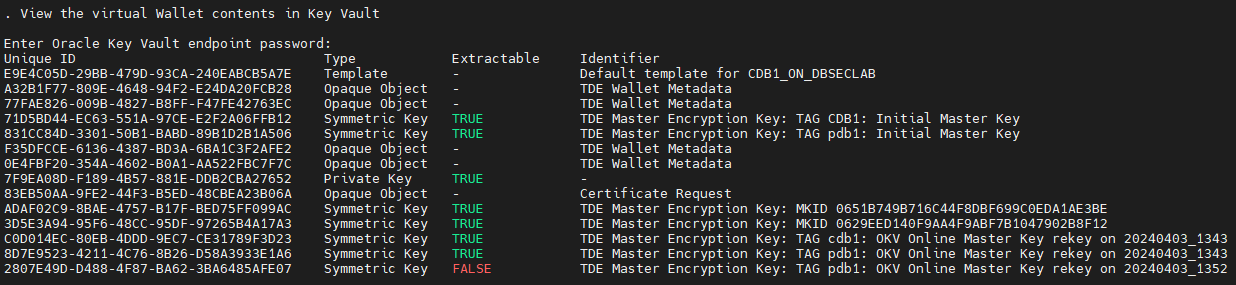 . View the virtual Wallet contents in Key Vault
Enter Oracle Key Vault endpoint password:
Unique ID Type Extractable Identifier
E9E4C05D-29BB-479D-93CA-240EABCB5A7E Template - Default template for CDB1_ON_DBSECLAB
A32B1F77-809E-4648-94F2-E24DA20FCB28 Opaque Object - TDE Wallet Metadata
77FAE826-009B-4827-B8FF-F47FE42763EC Opaque Object - TDE Wallet Metadata
71D5BD44-EC63-551A-97CE-E2F2A06FFB12 Symmetric Key TRUE TDE Master Encryption Key: TAG CDB1: Initial Master Key
831CC84D-3301-50B1-BABD-89B1D2B1A506 Symmetric Key TRUE TDE Master Encryption Key: TAG pdb1: Initial Master Key
F35DFCCE-6136-4387-BD3A-6BA1C3F2AFE2 Opaque Object - TDE Wallet Metadata
0E4FBF20-354A-4602-B0A1-AA522FBC7F7C Opaque Object - TDE Wallet Metadata
7F9EA08D-F189-4B57-881E-DDB2CBA27652 Private Key TRUE -
83EB50AA-9FE2-44F3-B5ED-48CBEA23B06A Opaque Object - Certificate Request
ADAF02C9-8BAE-4757-B17F-BED75FF099AC Symmetric Key TRUE TDE Master Encryption Key: MKID 0651B749B716C44F8DBF699C0EDA1AE3BE
3D5E3A94-95F6-48CC-95DF-97265B4A17A3 Symmetric Key TRUE TDE Master Encryption Key: MKID 0629EED140F9AA4F9ABF7B1047902B8F12
C0D014EC-80EB-4DDD-9EC7-CE31789F3D23 Symmetric Key TRUE TDE Master Encryption Key: TAG cdb1: OKV Online Master Key rekey on 20240403_1343
8D7E9523-4211-4C76-8B26-D58A3933E1A6 Symmetric Key TRUE TDE Master Encryption Key: TAG pdb1: OKV Online Master Key rekey on 20240403_1343
2807E49D-D488-4F87-BA62-3BA6485AFE07 Symmetric Key FALSE TDE Master Encryption Key: TAG pdb1: OKV Online Master Key rekey on 20240403_1352